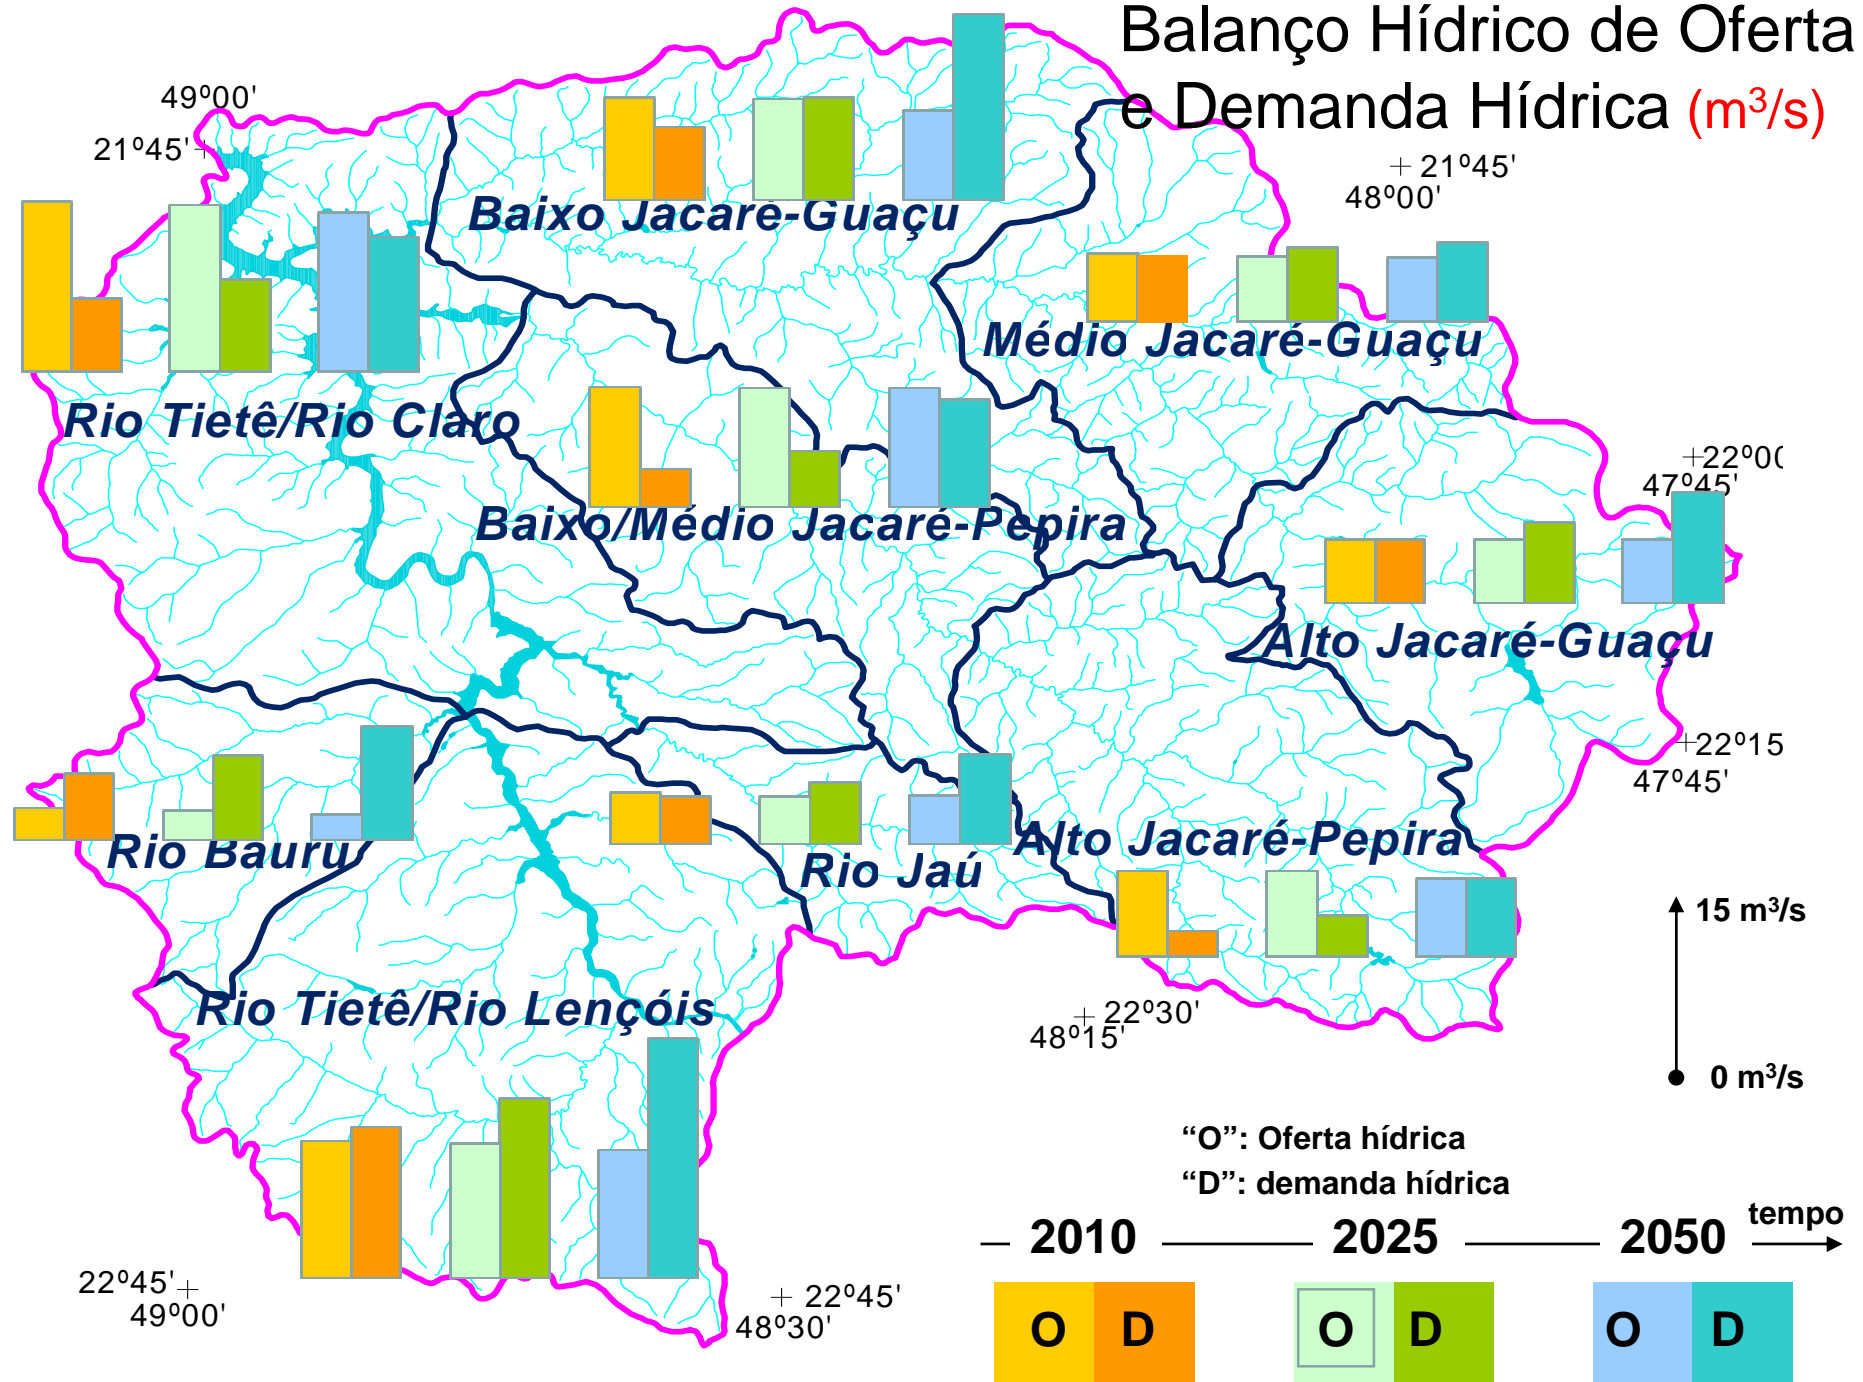 Balanço Hídrico de Oferta
e Demanda Hídrica (m³/s)
49º00'
21º45'
21º45'
48º00'
Baixo Jacaré-Guaçu
Médio Jacaré-Guaçu
Rio Tietê/Rio Claro
22º00
47º45'
Baixo/Médio Jacaré-Pepira
Alto Jacaré-Guaçu
22º15
47º45'
Rio Bauru
Rio Jaú
Alto Jacaré-Pepira
15 m³/s
Rio Tietê/Rio Lençóis
22º30'
48º15'
0 m³/s
“O”: Oferta hídrica
“D”: demanda hídrica
tempo
2010 2025 2050
22º45'
49º00'
22º45'
48º30'
O D O D O D